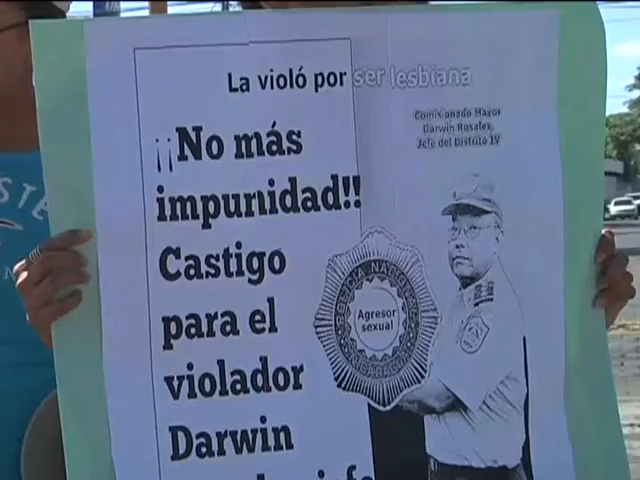 La violó por ser lesbiana
¡¡No más
impunidad!!
Castigo
para el
violador
Darwin
Comisionado Mayor
Darwin Rosales,
Jefe del Distrito IV
Agresor
sexual